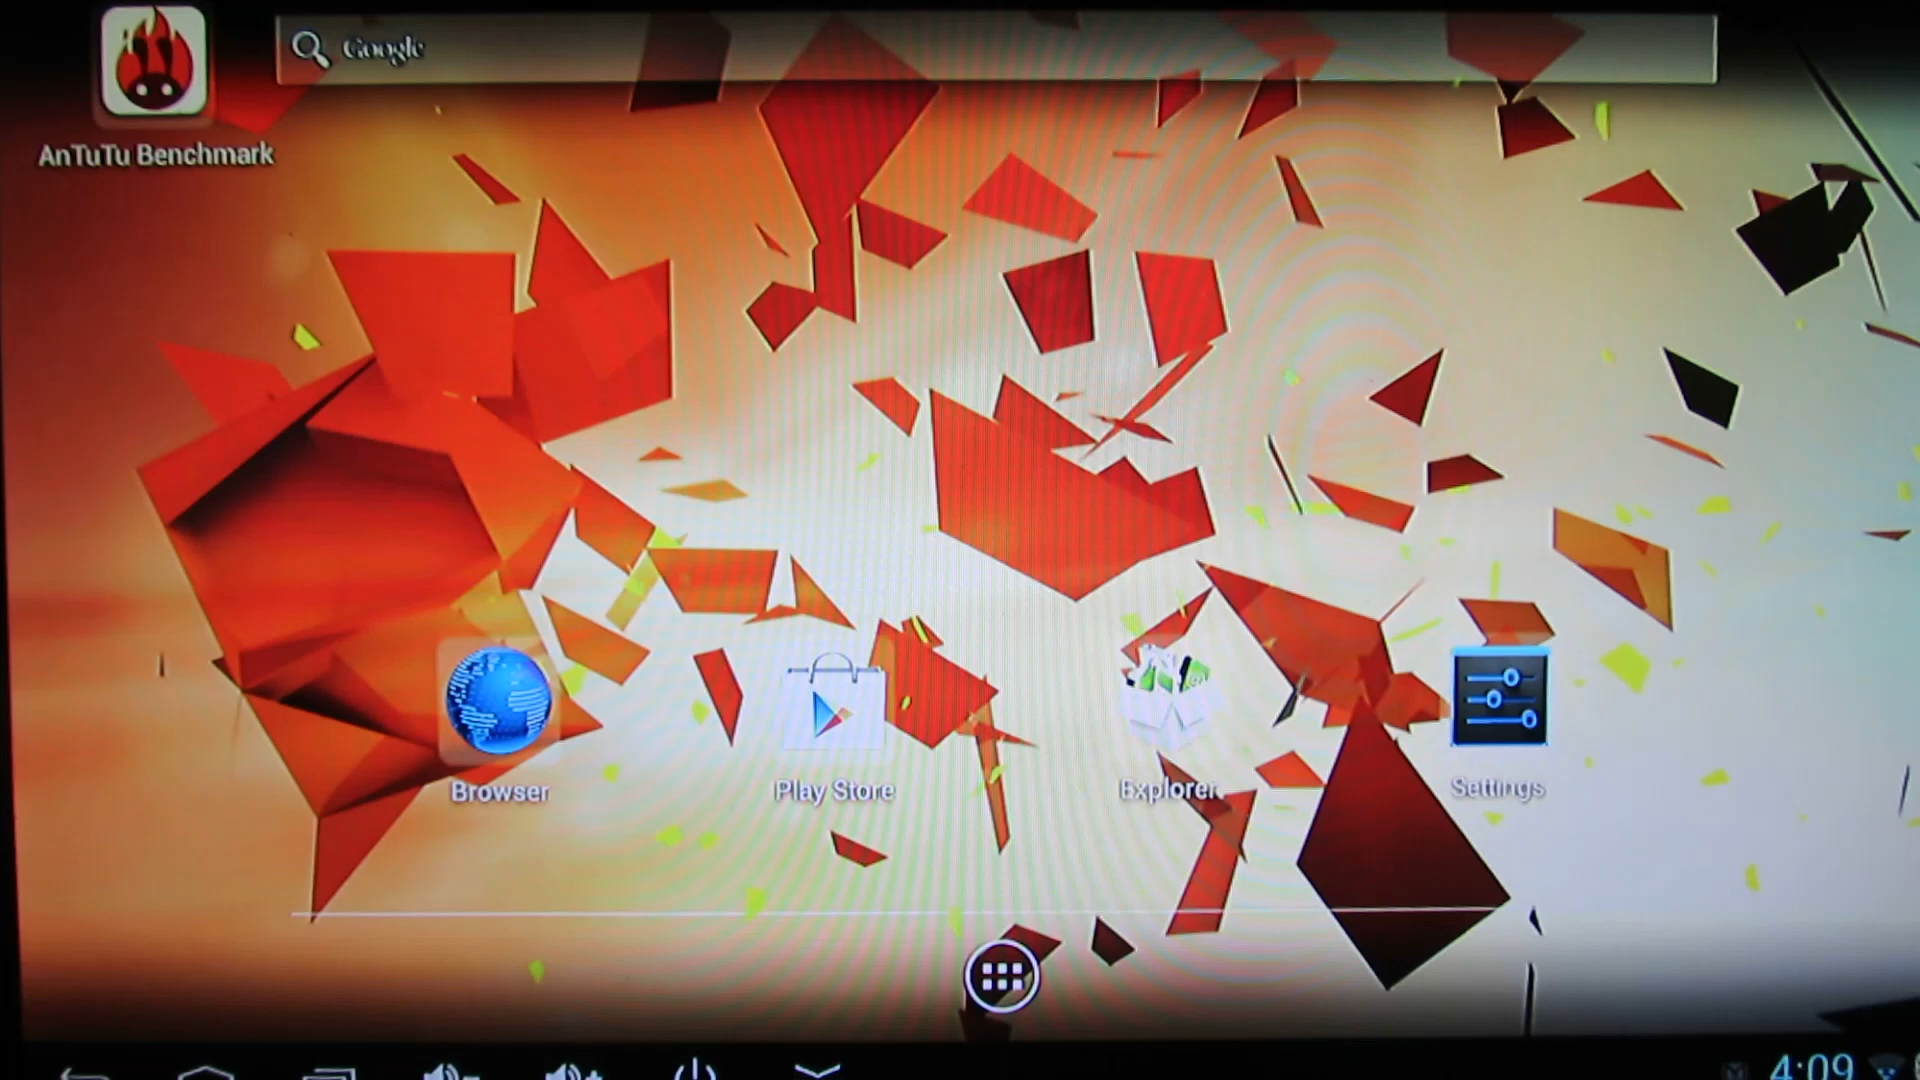 Google
AnTuTu Benchmark
Browser
Play Store
Explorer
Settings
4:09